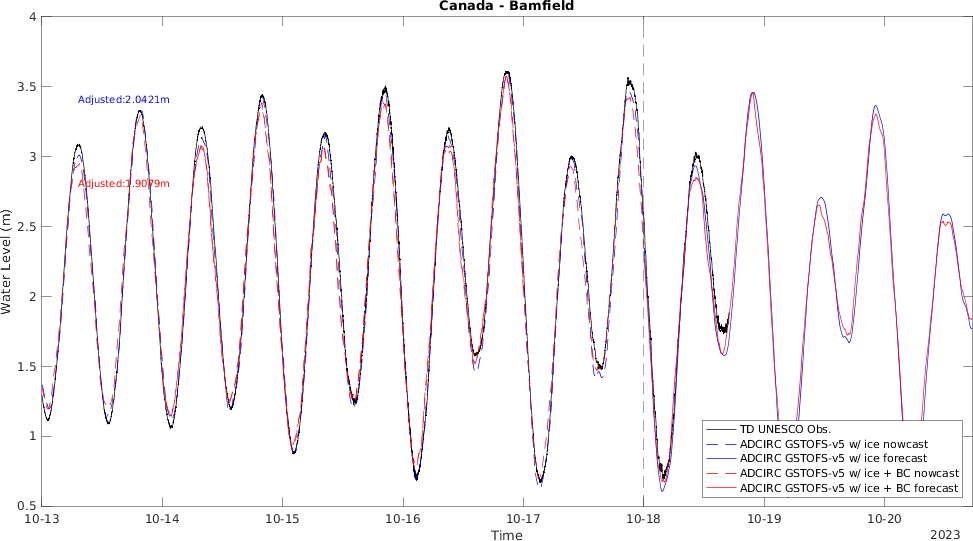 Canada - Bamfield
4
3.5
3
2.5
2
1.5
1
0.5
Water Level (m)
Adjusted:2.0421m
Adjusted:1.9079m
TD UNESCO Obs.
ADCIRC GSTOFS-v5 w/ ice nowcast
ADCIRC GSTOFS-v5 w/ ice forecast
ADCIRC GSTOFS-v5 w/ ice + BC nowcast
ADCIRC GSTOFS-v5 w/ ice + BC forecast
10-13 10-14 10-15 10-16 10-17 10-18 10-19 10-20
Time
2023